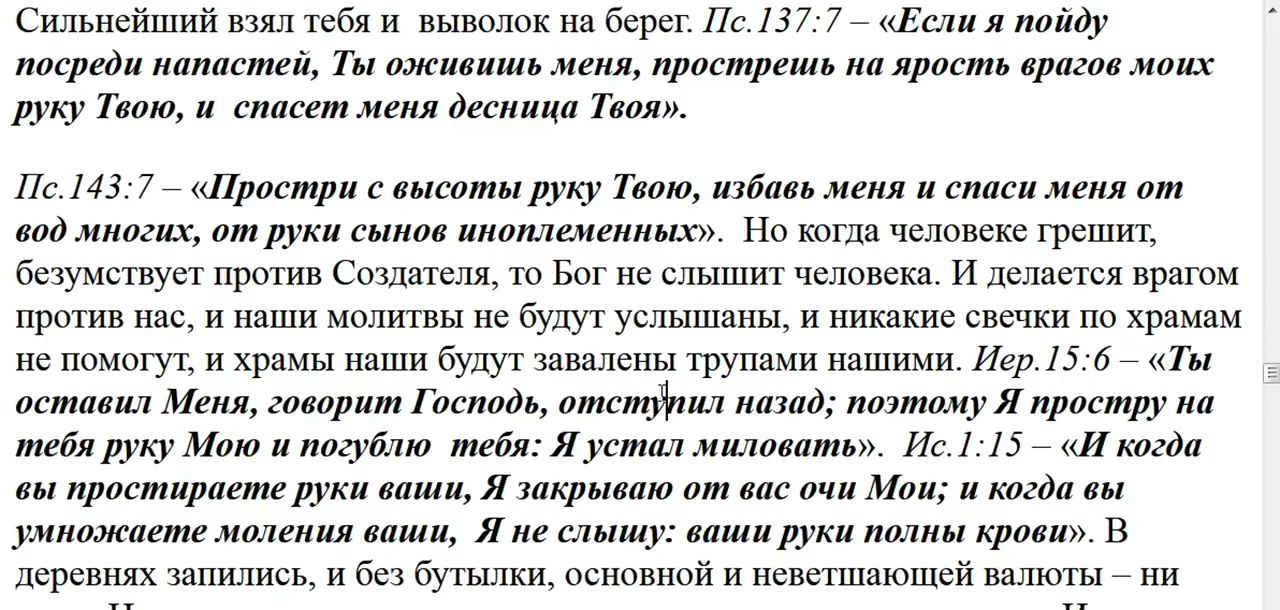 Сильнейший взял тебя и  выволок на берег. Пс.137:7 – «Если я пойду
посреди напастей, Ты оживишь меня, прострешь на ярость врагов моих
руку Твою, и  спасет меня десница Твоя».
Пс.143:7 – «Простри с высоты руку Твою, избавь меня и спаси меня от
вод многих, от руки сынов иноплеменных».  Но когда человеке грешит,
безумствует против Создателя, то Бог не слышит человека. И делается врагом
против нас, и наши молитвы не будут услышаны, и никакие свечки по храмам
не помогут, и храмы наши будут завалены трупами нашими. Иер.15:6 – «Ты
оставил Меня, говорит Господь, отступил назад; поэтому Я простру на
тебя руку Мою и погублю  тебя: Я устал миловать».  Ис.1:15 – «И когда
вы простираете руки ваши, Я закрываю от вас очи Мои; и когда вы
умножаете моления ваши,  Я не слышу: ваши руки полны крови». В
деревнях запились, и без бутылки, основной и неветшающей валюты – ни